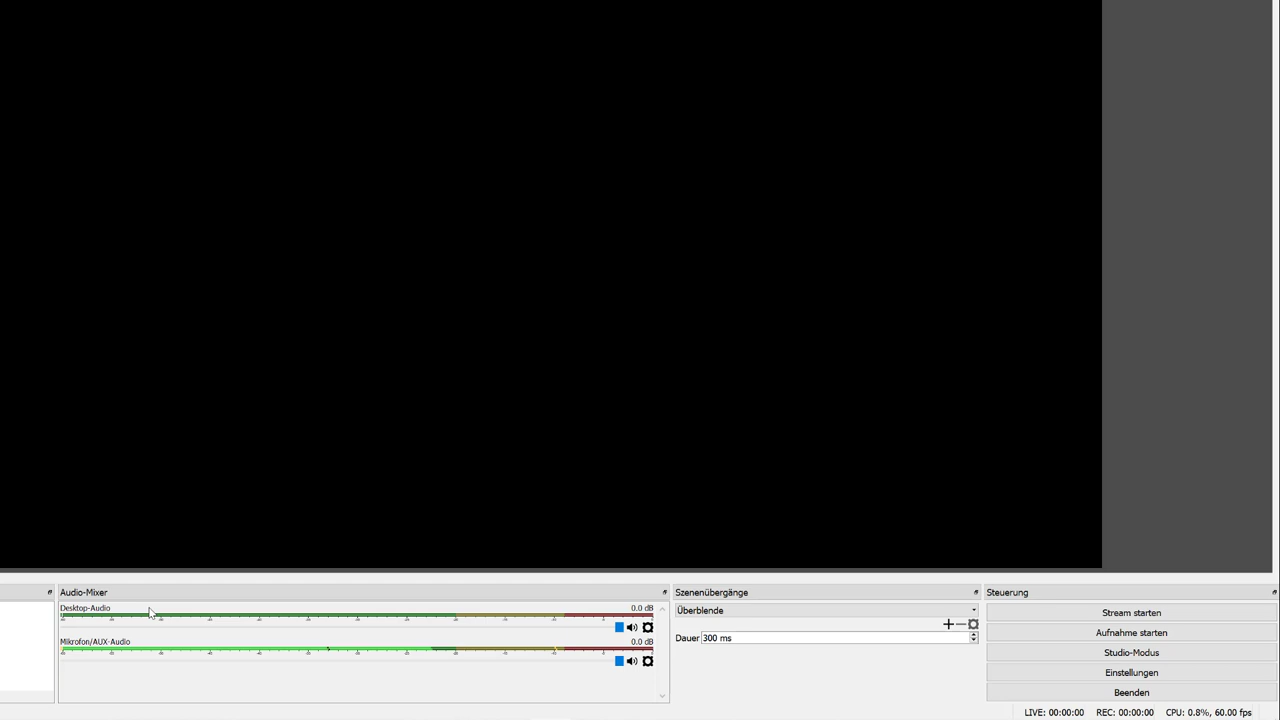 Audio-Mixer
Desktop-Audio 0.0 dB
Mikrofon/AUX-Audio 0.0 dB
Szenenübergänge
Überblende
Dauer 300 ms
Steuerung
Stream starten
Aufnahme starten
Studio-Modus
Einstellungen
Beenden
LIVE: 00:00:00 REC: 00:00:00 CPU: 0.8%, 60.00 fps